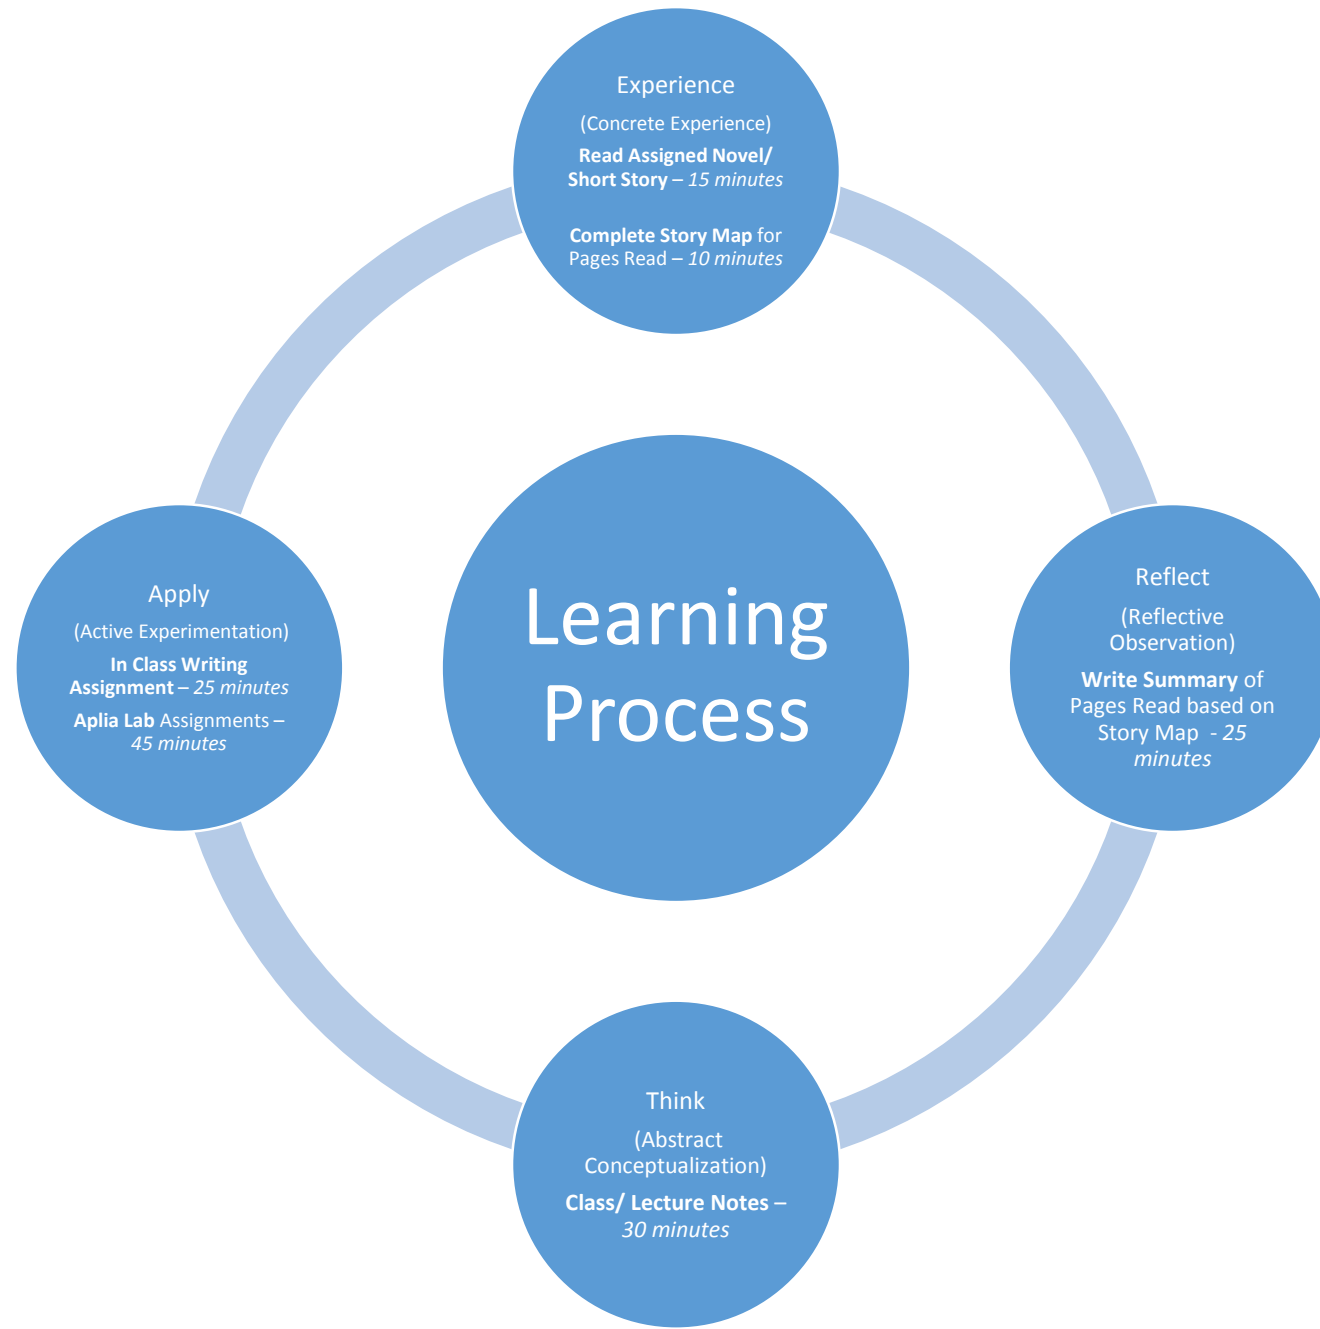 Experience
(Concrete Experience)
Read Assigned Novel/
Short Story – 15 minutes
Complete Story Map for
Pages Read – 10 minutes
Learning
Process
Reflect
(Reflective
Observation)
Write Summary of
Pages Read based on
Story Map  - 25
minutes
Think
(Abstract
Conceptualization)
Class/ Lecture Notes –
30 minutes
Apply
(Active Experimentation)
In Class Writing
Assignment – 25 minutes
Aplia Lab Assignments –
45 minutes